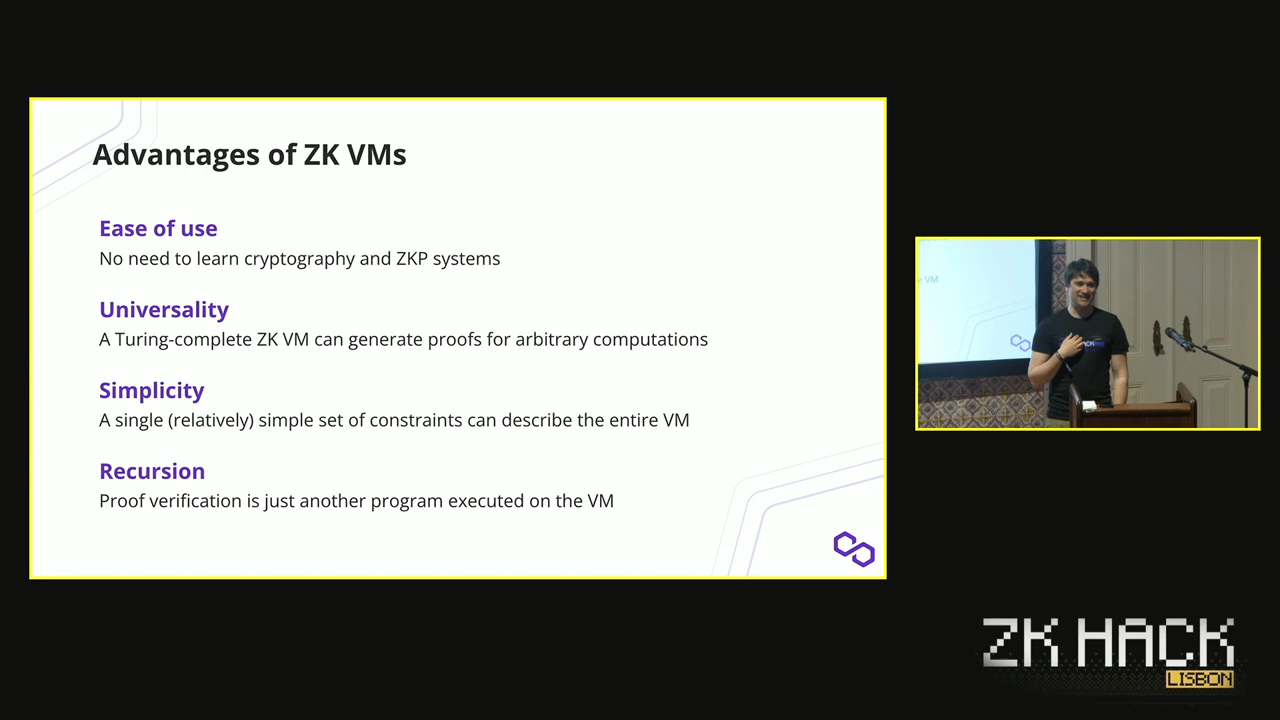 Advantages of ZK VMs
Ease of use
No need to learn cryptography and ZKP systems
Universality
A Turing-complete ZK VM can generate proofs for arbitrary computations
Simplicity
A single (relatively) simple set of constraints can describe the entire VM
Recursion
Proof verification is just another program executed on the VM
e VM
ZK HACK
LISBON